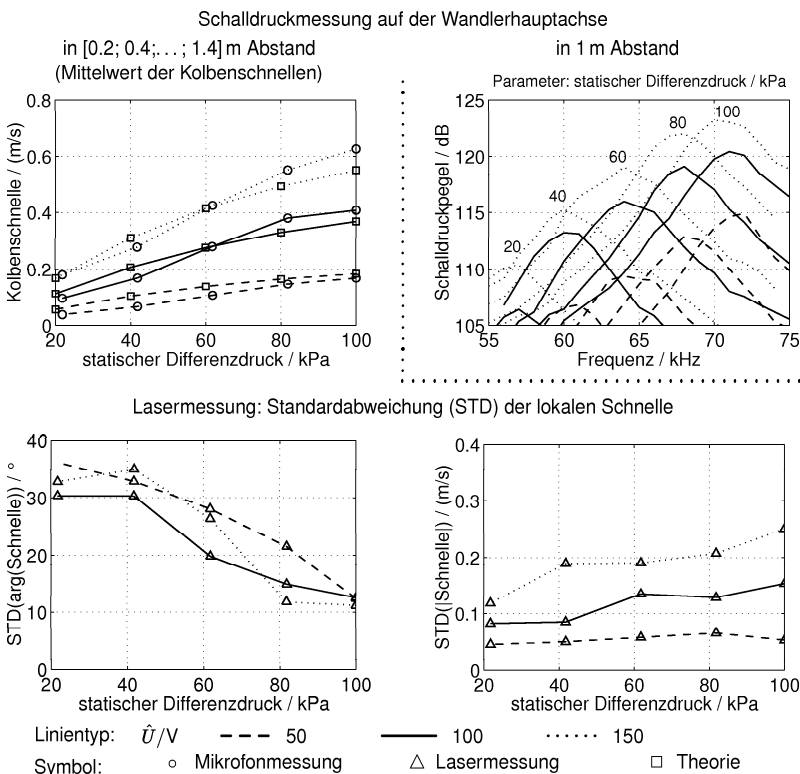 Schalldruckmessung auf der Wandlerhauptachse
in [0.2; 0.4;...; 1.4] m Abstand
(Mittelwert der Kolbenschnellen)
in 1 m Abstand
Parameter: statischer Differenzdruck / kPa
Kolbenschnelle / (m/s)
0.8
0.6
0.4
0.2
0
20 40 60 80 100
statischer Differenzdruck / kPa
Schalldruckpegel / dB
125
120
115
110
105
20
40
60
80
100
55 60 65 70 75
Frequenz / kHz
Lasermessung: Standardabweichung (STD) der lokalen Schnelle
STD(arg(Schnelle)) / °
40
30
20
10
0
20 40 60 80 100
statischer Differenzdruck / kPa
STD(|Schnelle|) / (m/s)
0.4
0.3
0.2
0.1
0
20 40 60 80 100
statischer Differenzdruck / kPa
Linientyp: Û/V 50 100 150
Symbol: Mikrofonmessung Lasermessung Theorie